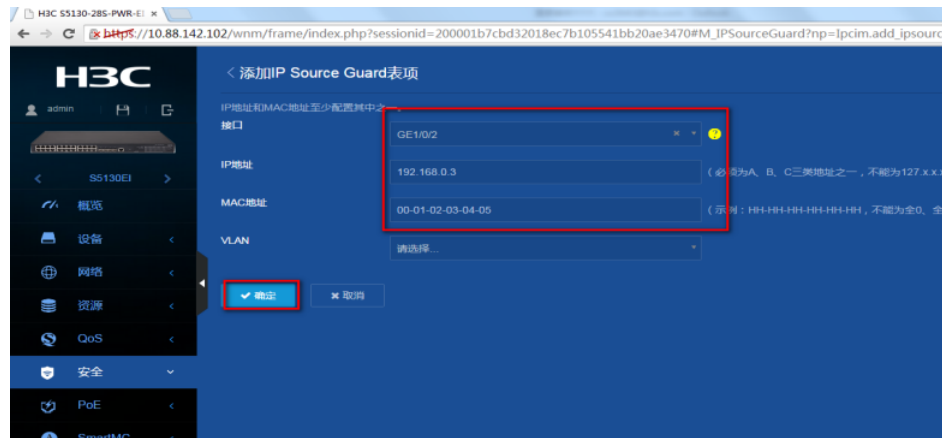 H3C S5130-28S-PWR-EI
https://10.88.142.102/wnm/frame/index.php?sessionid=200001b7cbd32018ec7b105541bb20ae3470#M_IPSourceGuard?np=Ipcim.add_ipsourc
H3C
添加IP Source Guard表项
admin
IP地址和MAC地址至少配置其中之一。
接口
GE1/0/2
IP地址
192.168.0.3
(必须为A、B、C三类地址之一，不能为127.x.x.
S5130EI
MAC地址
00-01-02-03-04-05
(示例：HH-HH-HH-HH-HH-HH，不能为全0、全
概览
VLAN
请选择...
设备
网络
确定
取消
资源
QoS
安全
PoE
SmartMC